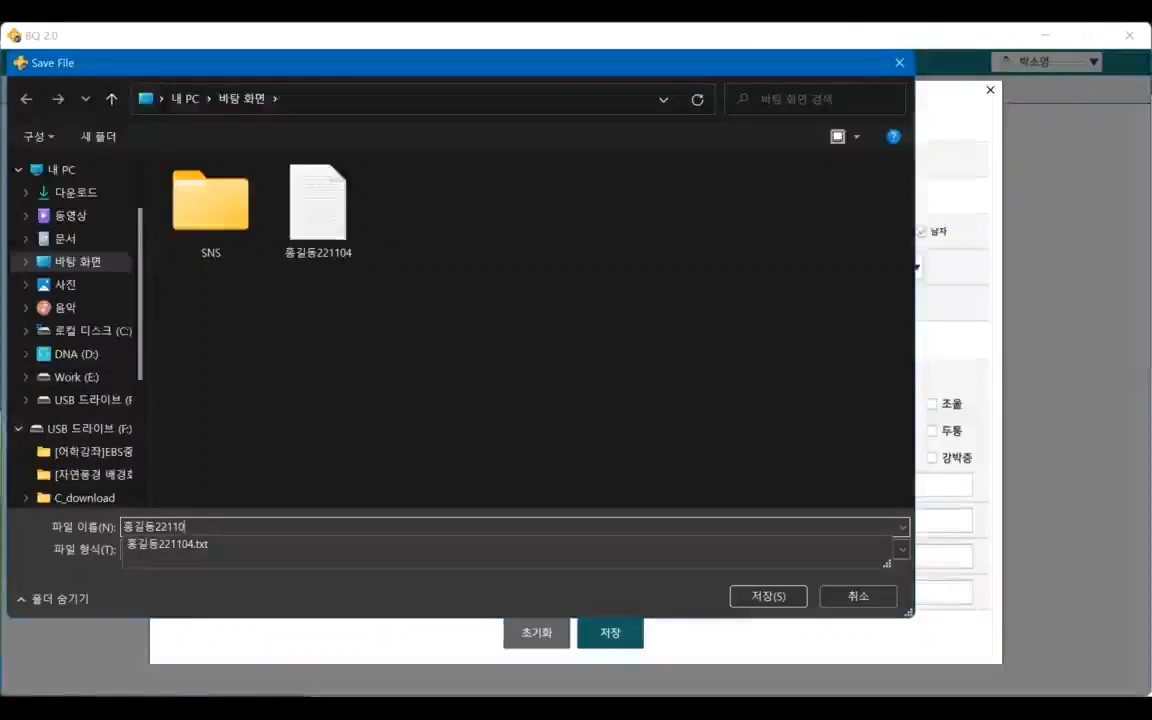 BQ 2.0
Save File
박소영
내 PC › 바탕 화면 ›
바탕 화면 검색
구성
새 폴더
내 PC
다운로드
동영상
문서
바탕 화면
사진
음악
로컬 디스크 (C:)
DNA (D:)
Work (E:)
USB 드라이브 (F
USB 드라이브 (F:)
[어학강좌]EBS중
[자연풍경 배경화
C_download
SNS
홍길동221104
남자
조울
두통
강박증
파일 이름(N): 홍길동22110
파일 형식(T):
홍길동221104.txt
폴더 숨기기
저장(S)
취소
초기화
저장